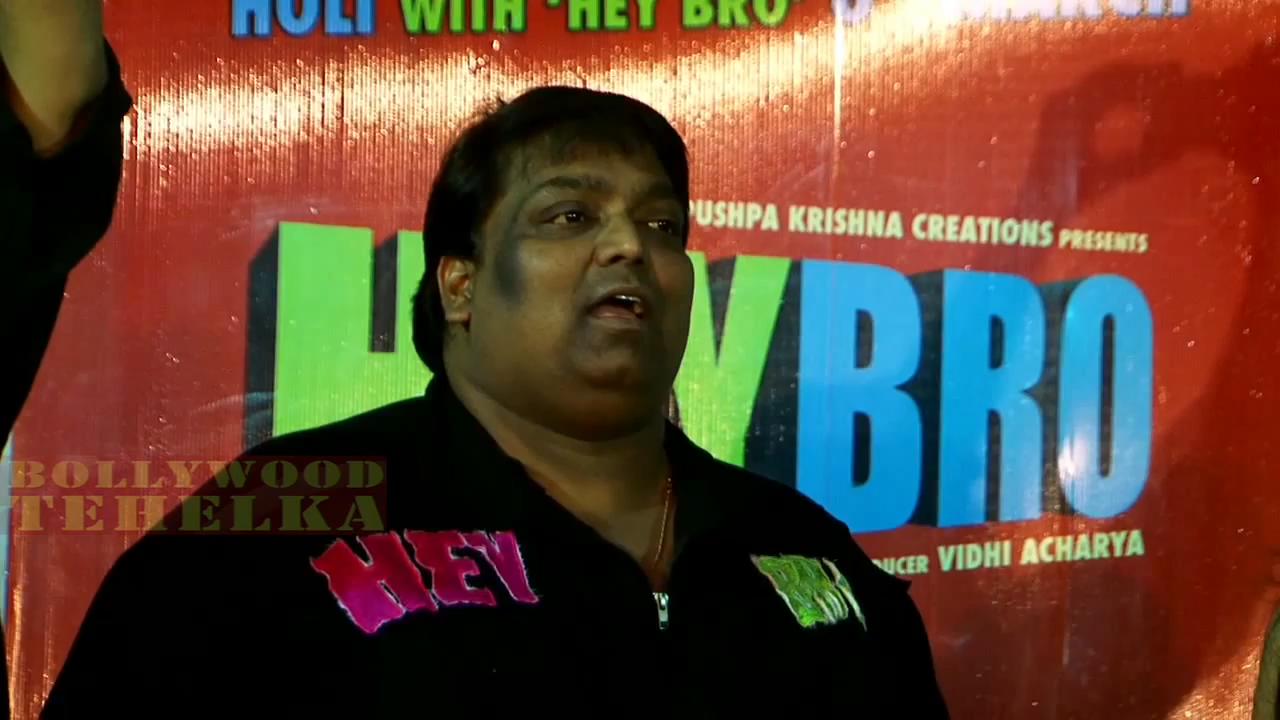 HOLI WITH 'HEY BRO'
PUSHPA KRISHNA CREATIONS PRESENTS
HEY BRO
VIDHI ACHARYA
BOLLYWOOD
TEHELKA
HEY